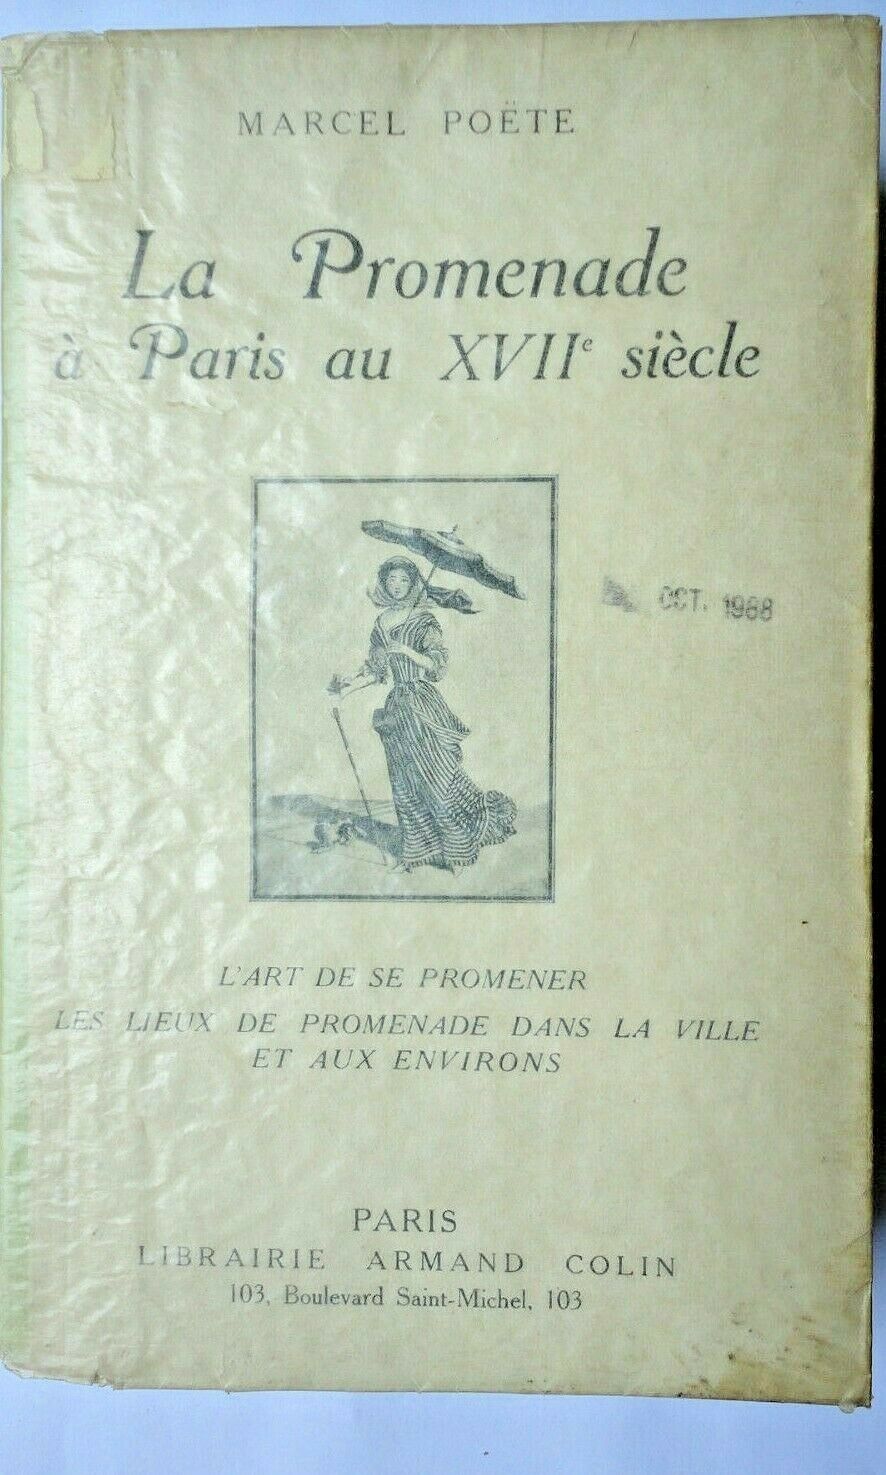 MARCEL POËTE
La Promenade
à Paris au XVIIe siècle
OCT. 1988
L'ART DE SE PROMENER
LES LIEUX DE PROMENADE DANS LA VILLE
ET AUX ENVIRONS
PARIS
LIBRAIRIE ARMAND COLIN
103, Boulevard Saint-Michel, 103